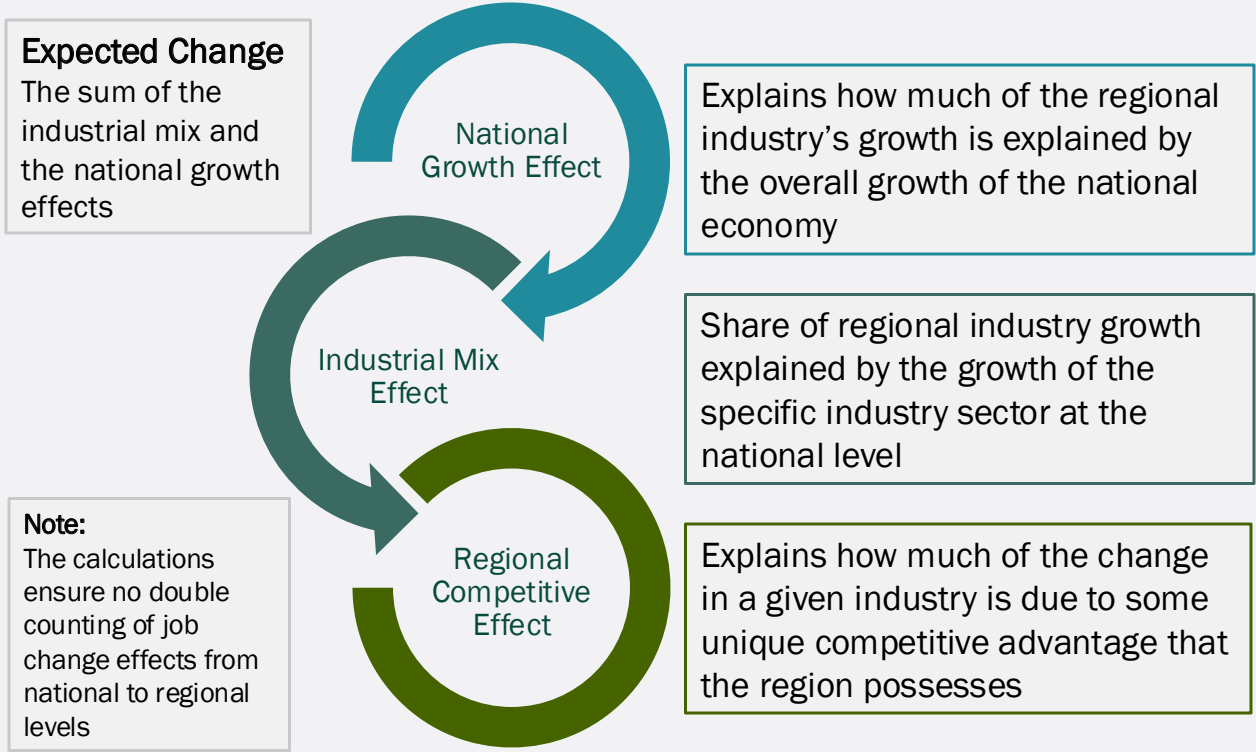 Expected Change
The sum of the
industrial mix and
the national growth
effects
National
Growth Effect
Explains how much of the regional
industry’s growth is explained by
the overall growth of the national
economy
Industrial Mix
Effect
Share of regional industry growth
explained by the growth of the
specific industry sector at the
national level
Note:
The calculations
ensure no double
counting of job
change effects from
national to regional
levels
Regional
Competitive
Effect
Explains how much of the change
in a given industry is due to some
unique competitive advantage that
the region possesses